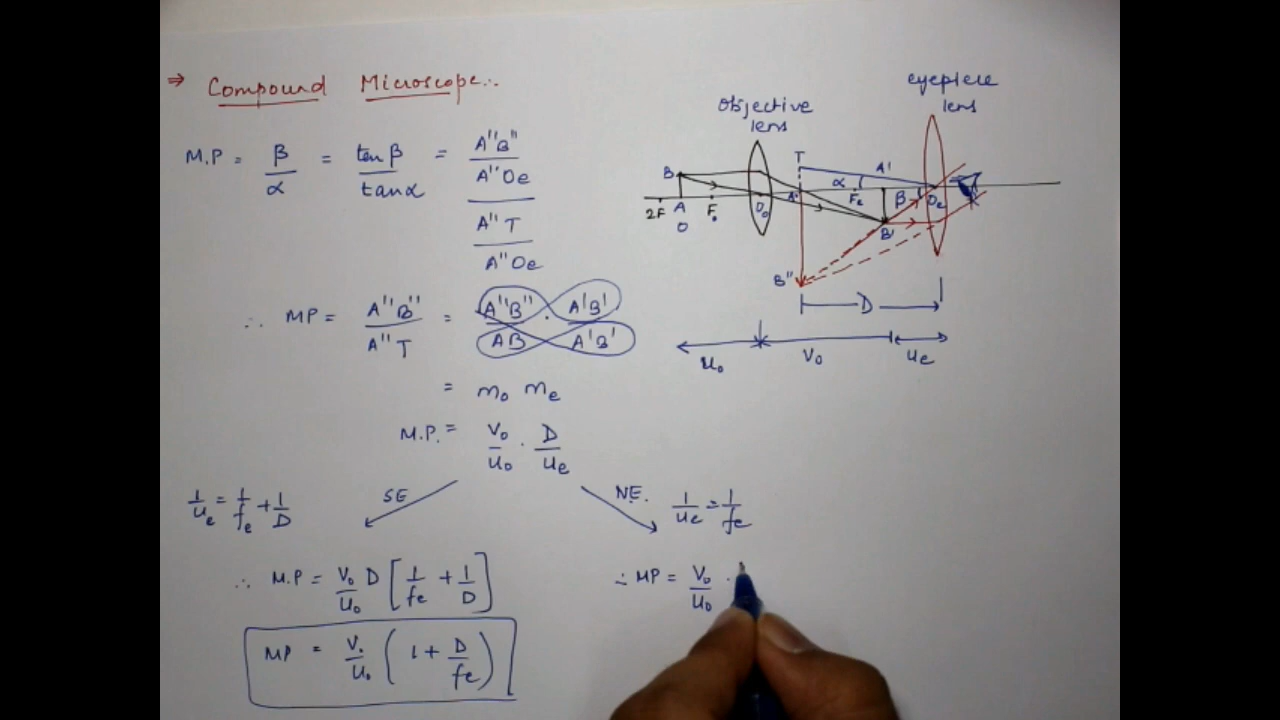 ⇒ Compound Microscope:.
M.P = β/α = tan β/tan α = (A''B''/A''Oe)/(A''T/A''Oe)
∴ MP = A''B''/A''T = A''B''/AB · A'B'/A'B'
= mo me
M.P. = Vo/uo · D/ue
SE
1/ue = 1/fe + 1/D
∴ M.P = Vo/uo D [1/fe + 1/D]
MP = Vo/uo (1 + D/fe)
N.E.
1/ue = 1/fe
∴ MP = Vo/uo ·
objective lens
eyepiece lens
T
B
α
A'
2F
A
O
Fo
Oo
A''
Fe
β
Oe
B'
B''
D
uo
Vo
ue